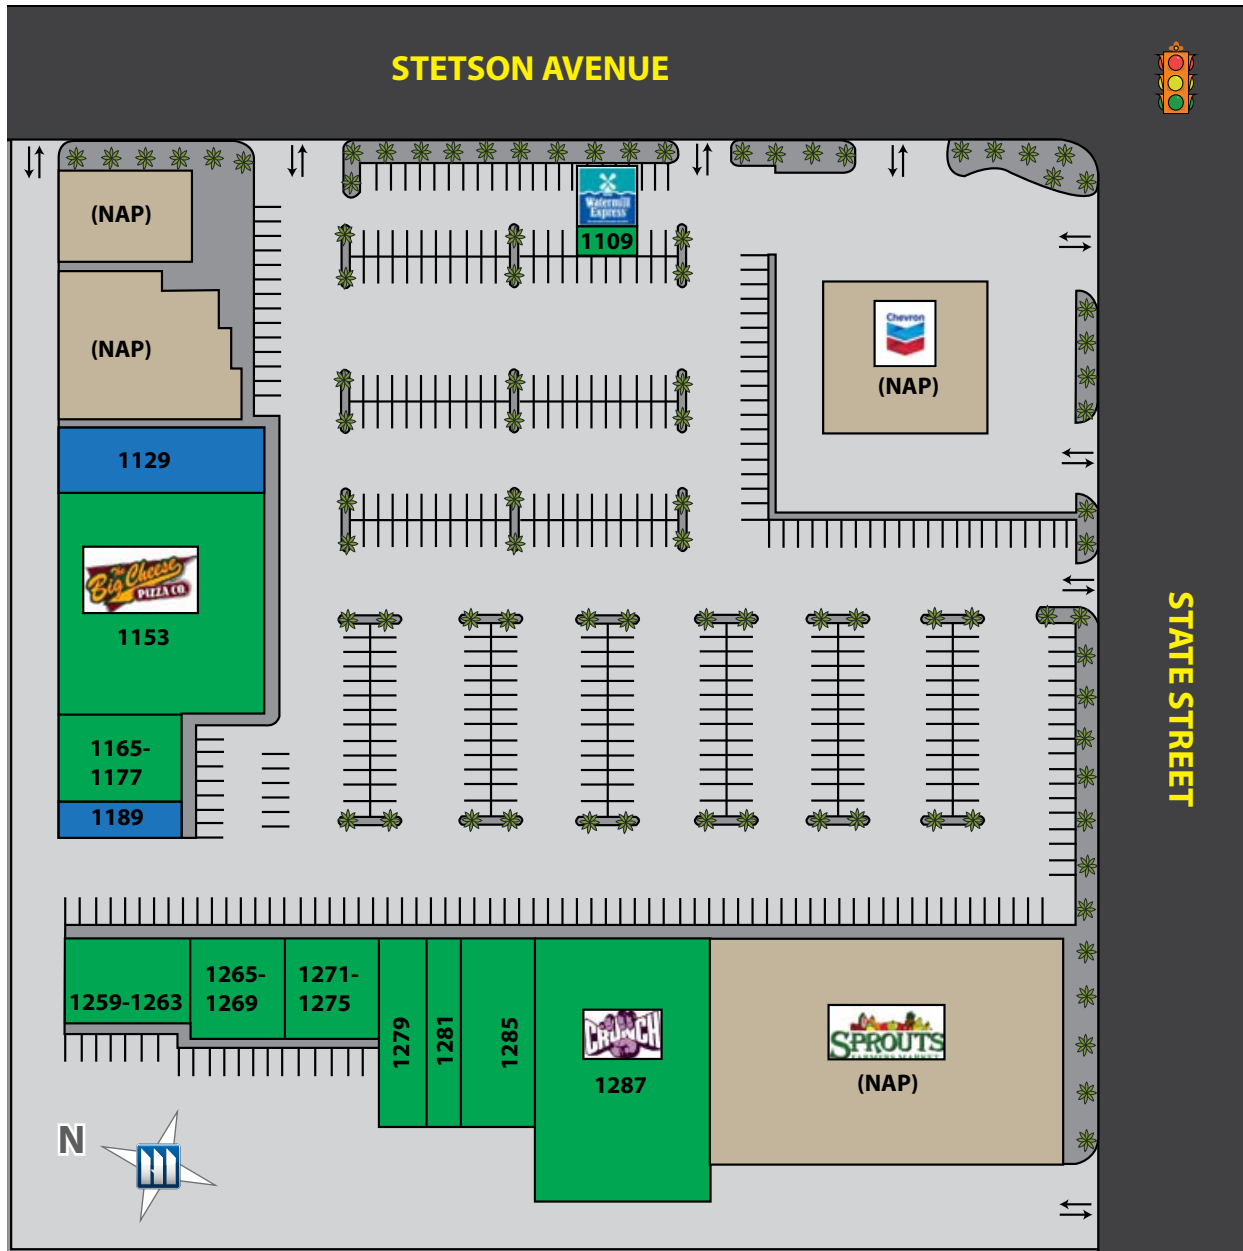 STETSON AVENUE
(NAP)
Watermill
Express
1109
(NAP)
Chevron
(NAP)
1129
The
Big Cheese
PIZZA CO.
1153
STATE STREET
1165-
1177
1189
1259-1263
1265-
1269
1271-
1275
1279
1281
1285
CRUNCH
1287
SPROUTS
FARMERS MARKET
(NAP)
N